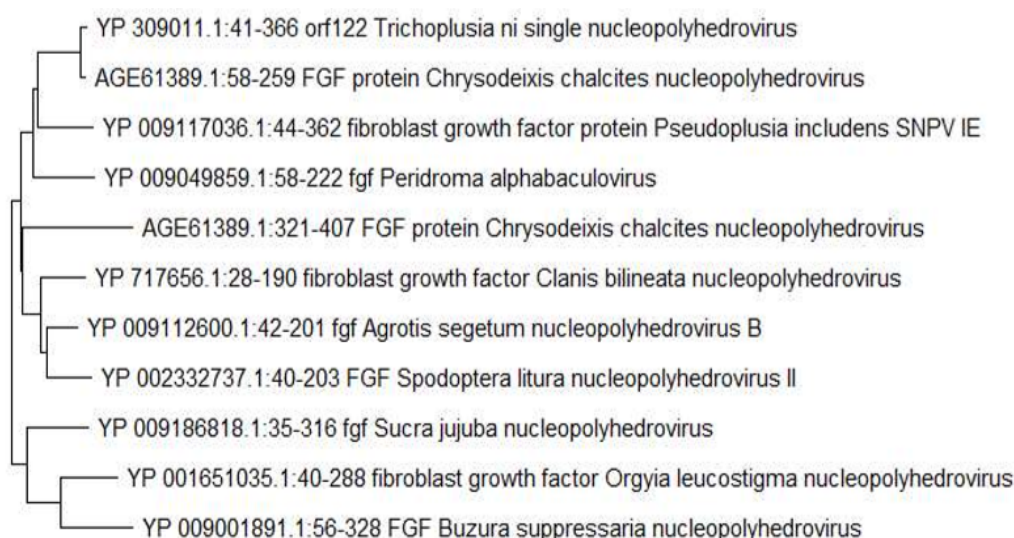 YP 309011.1:41-366 orf122 Trichoplusia ni single nucleopolyhedrovirus
AGE61389.1:58-259 FGF protein Chrysodeixis chalcites nucleopolyhedrovirus
YP 009117036.1:44-362 fibroblast growth factor protein Pseudoplusia includens SNPV IE
YP 009049859.1:58-222 fgf Peridroma alphabaculovirus
AGE61389.1:321-407 FGF protein Chrysodeixis chalcites nucleopolyhedrovirus
YP 717656.1:28-190 fibroblast growth factor Clanis bilineata nucleopolyhedrovirus
YP 009112600.1:42-201 fgf Agrotis segetum nucleopolyhedrovirus B
YP 002332737.1:40-203 FGF Spodoptera litura nucleopolyhedrovirus II
YP 009186818.1:35-316 fgf Sucra jujuba nucleopolyhedrovirus
YP 001651035.1:40-288 fibroblast growth factor Orgyia leucostigma nucleopolyhedrovirus
YP 009001891.1:56-328 FGF Buzura suppressaria nucleopolyhedrovirus